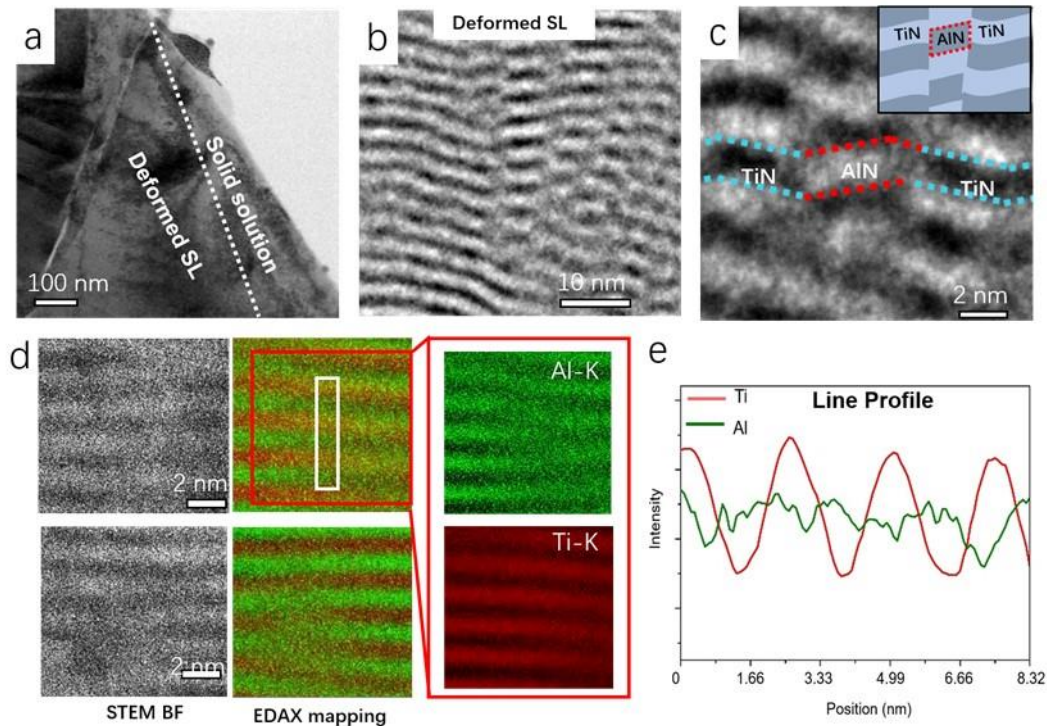 a
Deformed SL
Solid solution
100 nm
b
Deformed SL
10 nm
c
TiN
AlN
TiN
TiN
AlN
TiN
2 nm
d
2 nm
2 nm
STEM BF
EDAX mapping
Al-K
Ti-K
e
Line Profile
Ti
Al
Intensity
0 1.66 3.33 4.99 6.66 8.32
Position (nm)